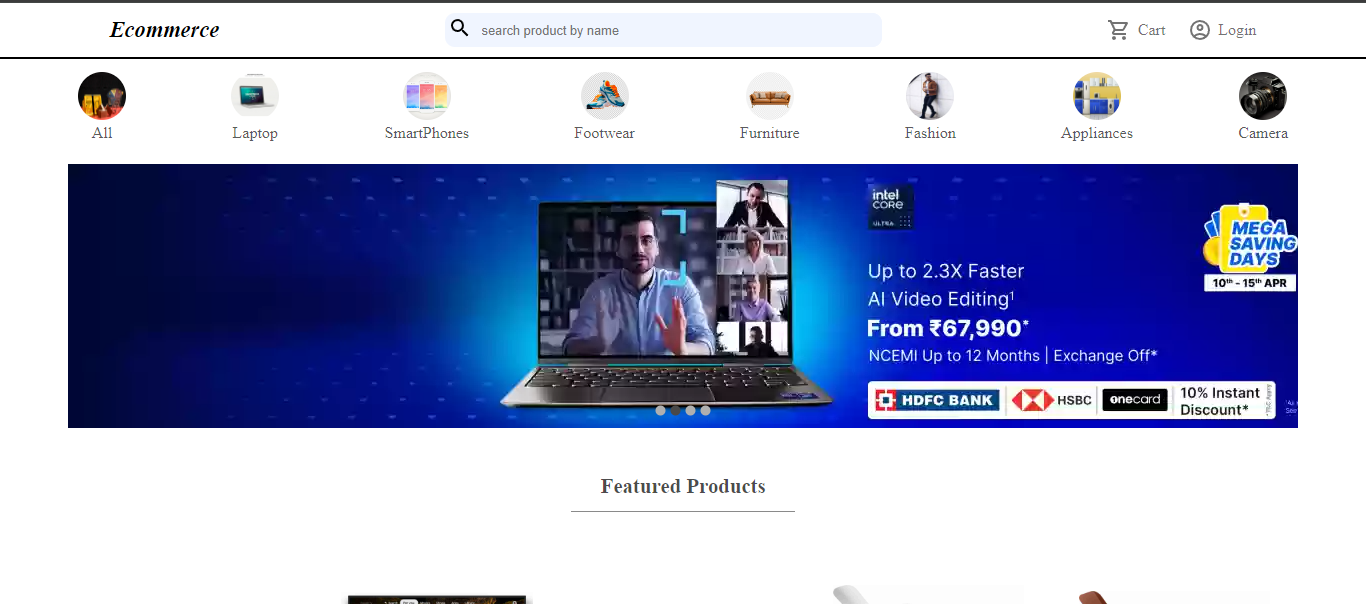 Ecommerce
search product by name
Cart
Login
All
Laptop
SmartPhones
Footwear
Furniture
Fashion
Appliances
Camera
intel
CORE
ULTRA
MEGA
SAVING
DAYS
10th - 15th APR
Up to 2.3X Faster
AI Video Editing¹
From ₹67,990*
NCEMI Up to 12 Months | Exchange Off*
HDFC BANK
HSBC
onecard
10% Instant
Discount*
Featured Products